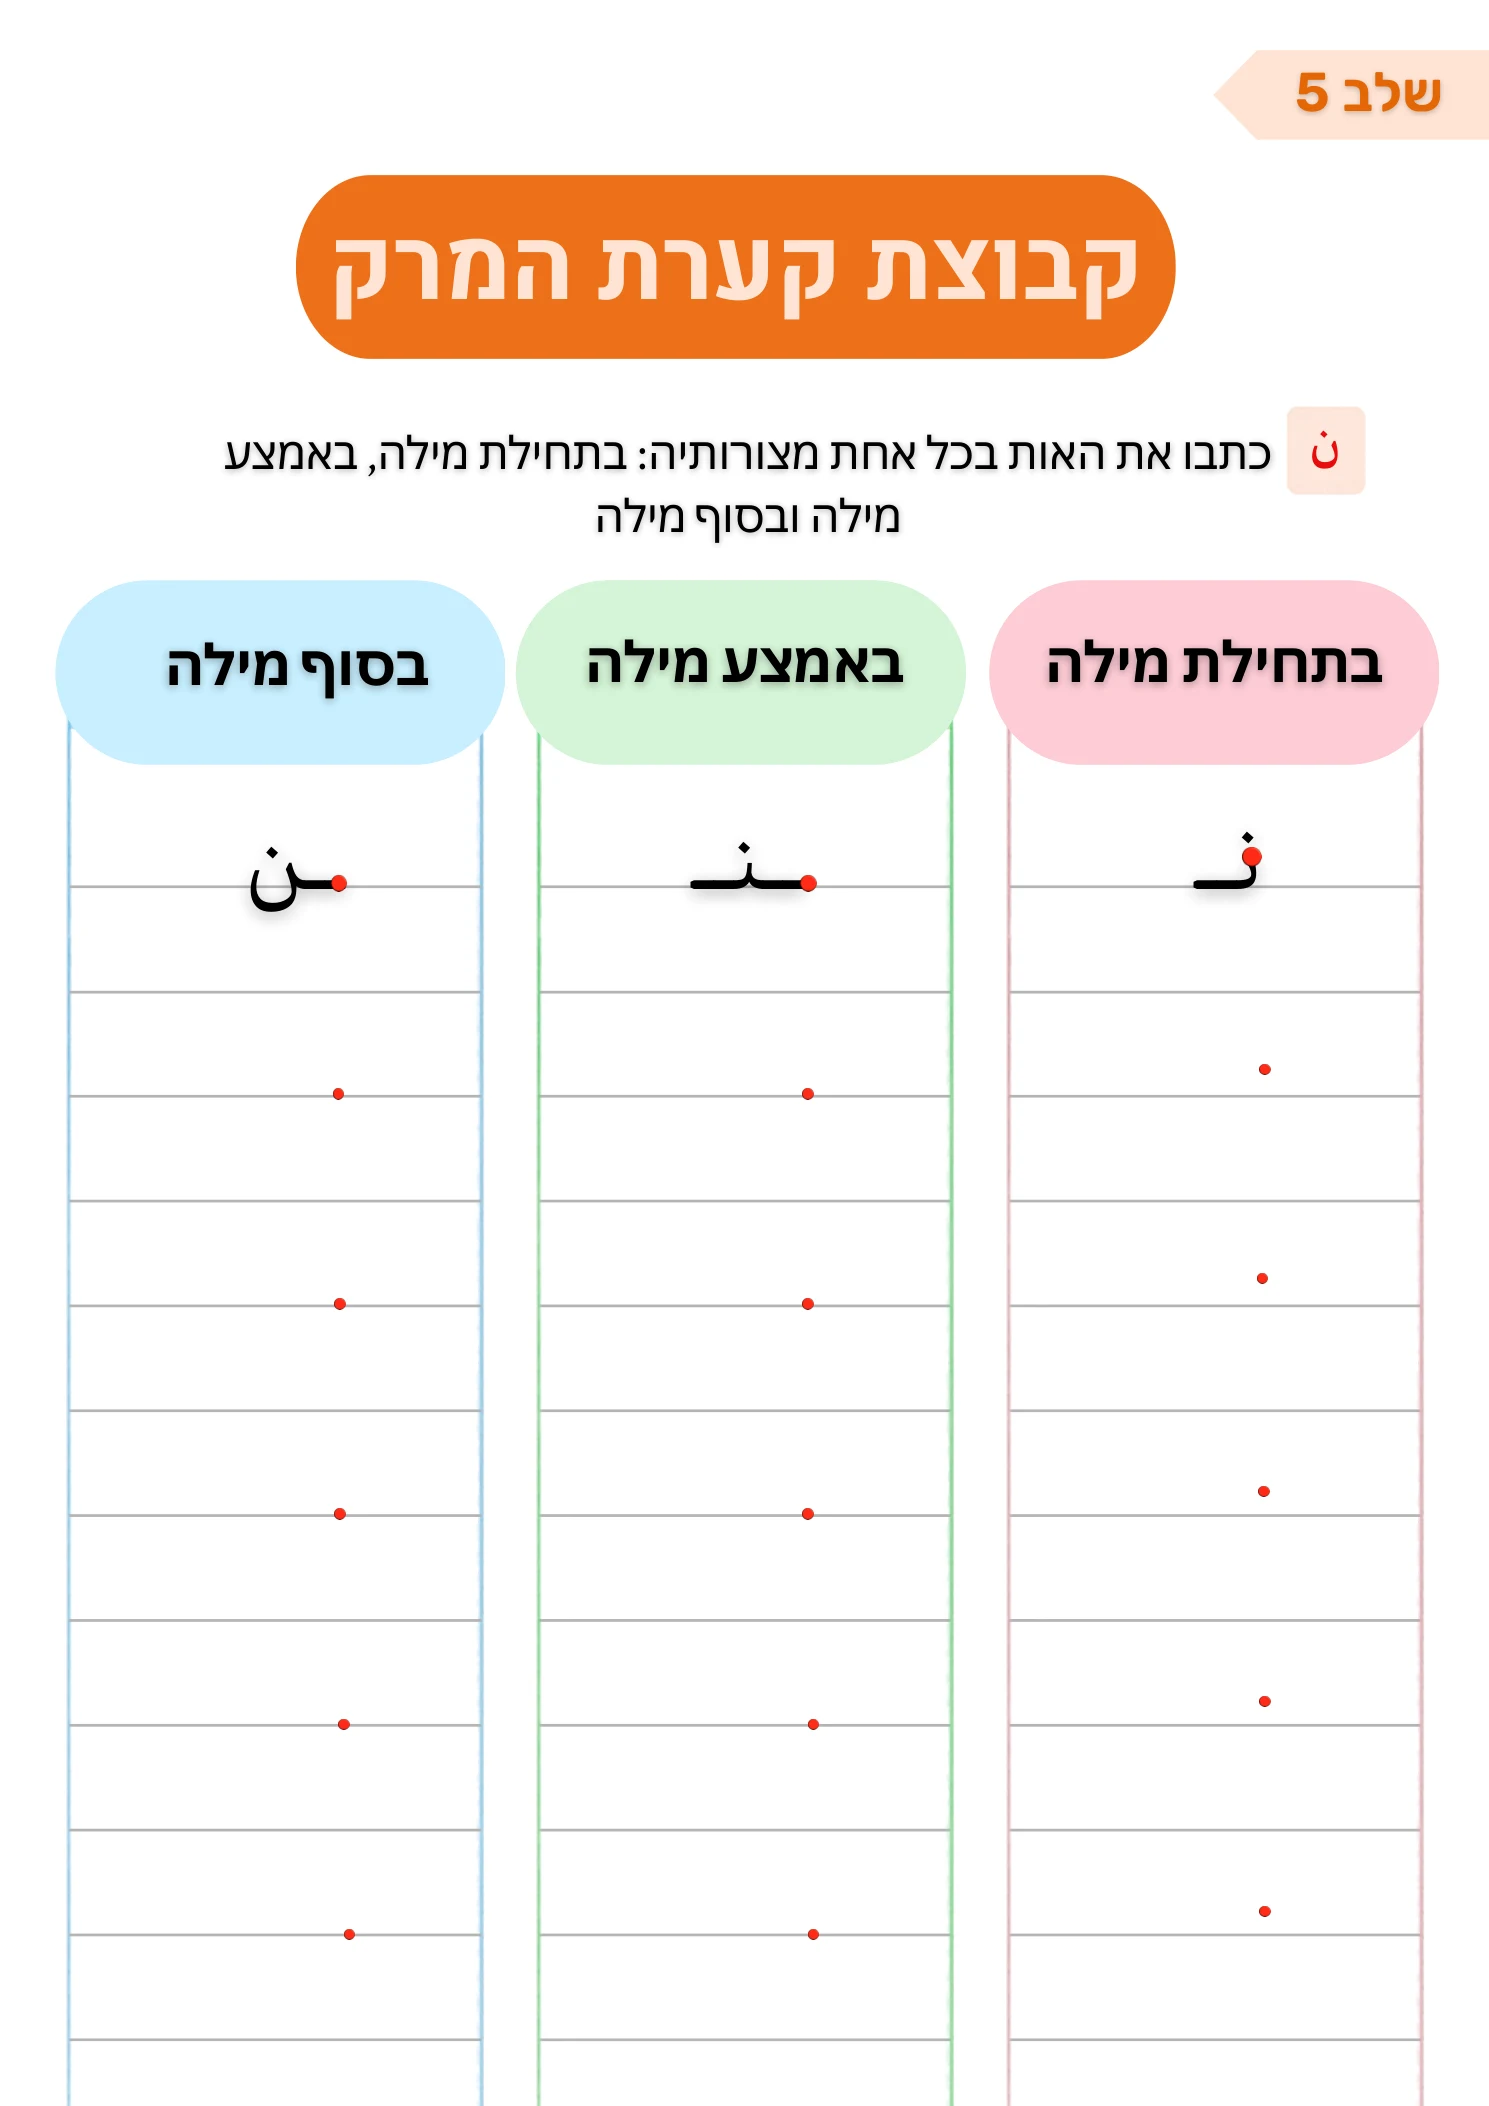 שלב 5
קבוצת קערת המרק
ن
כתבו את האות בכל אחת מצורותיה: בתחילת מילה, באמצע
מילה ובסוף מילה
בתחילת מילה באמצע מילה בסוף מילה
نـ ـنـ ـن